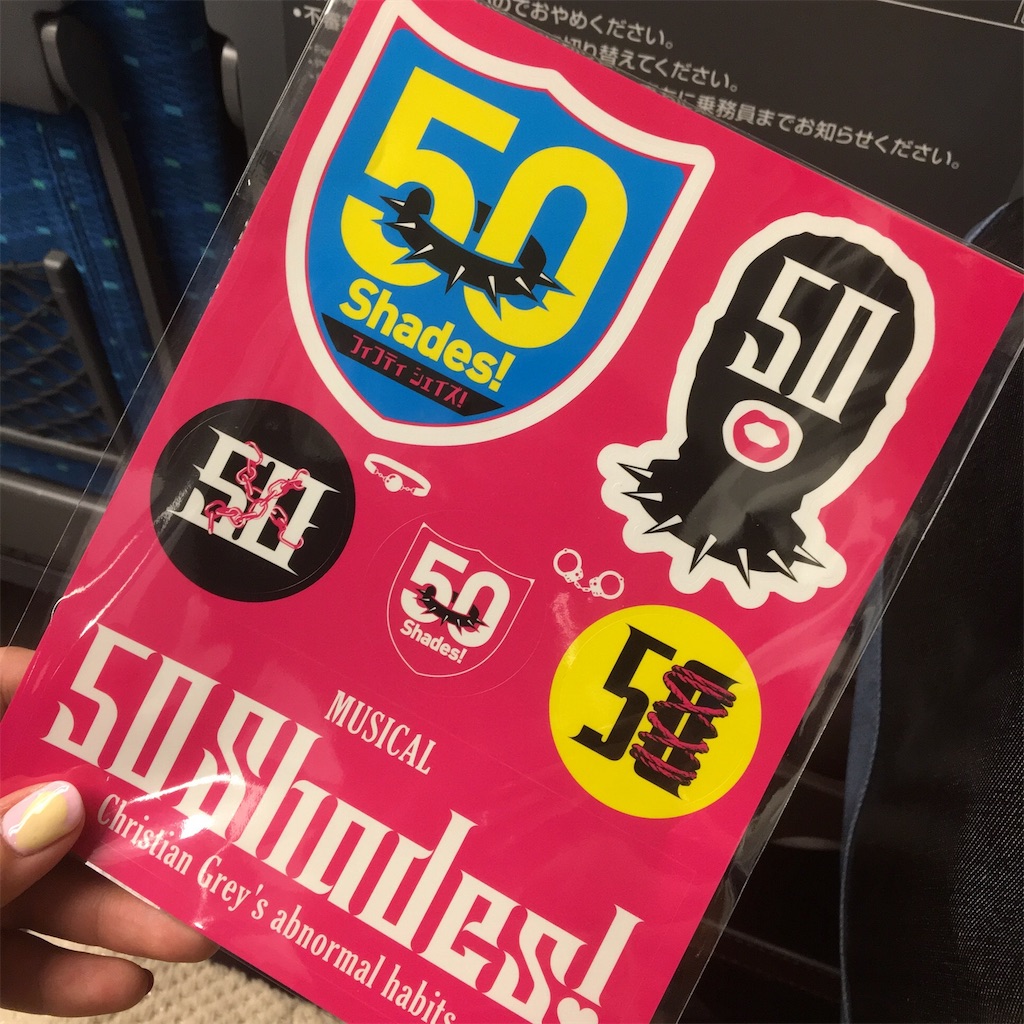 のでおやめください。
切り替えてください。
に乗務員までお知らせください。
50
Shades!
フィフティ シェイズ!
50
50
50
Shades!
50
MUSICAL
50Shades!
Christian Grey's abnormal habits